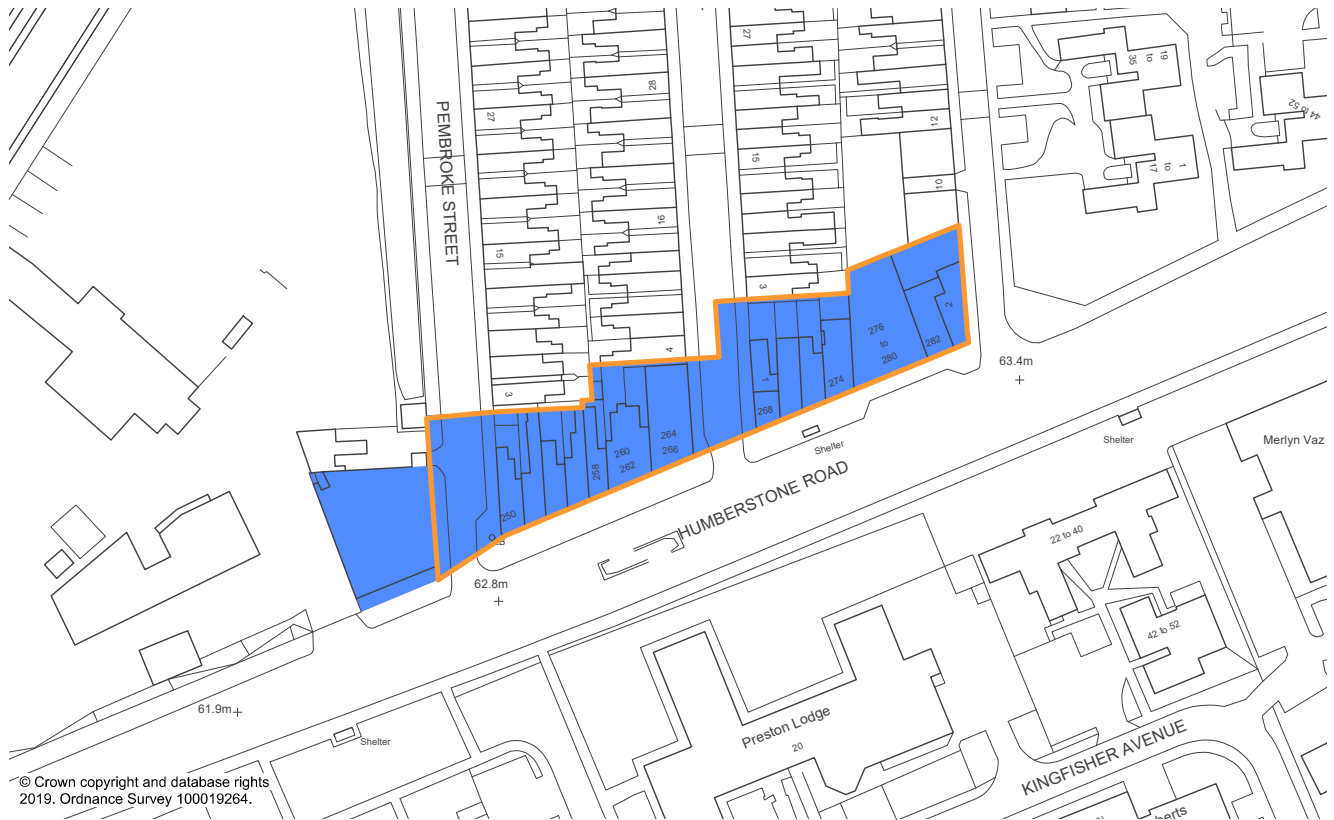 27
19
to
35
28
44 to 52
PEMBROKE STREET
27
12
15
1
to
17
10
16
15
3
2
276
to
280
282
4
63.4m
3
1
274
268
264
266
260
262
258
250
Shelter
Shelter
Merlyn Vaz
HUMBERSTONE ROAD
22 to 40
62.8m
42 to 52
61.9m
Shelter
Preston Lodge
20
KINGFISHER AVENUE
© Crown copyright and database rights
2019. Ordnance Survey 100019264.